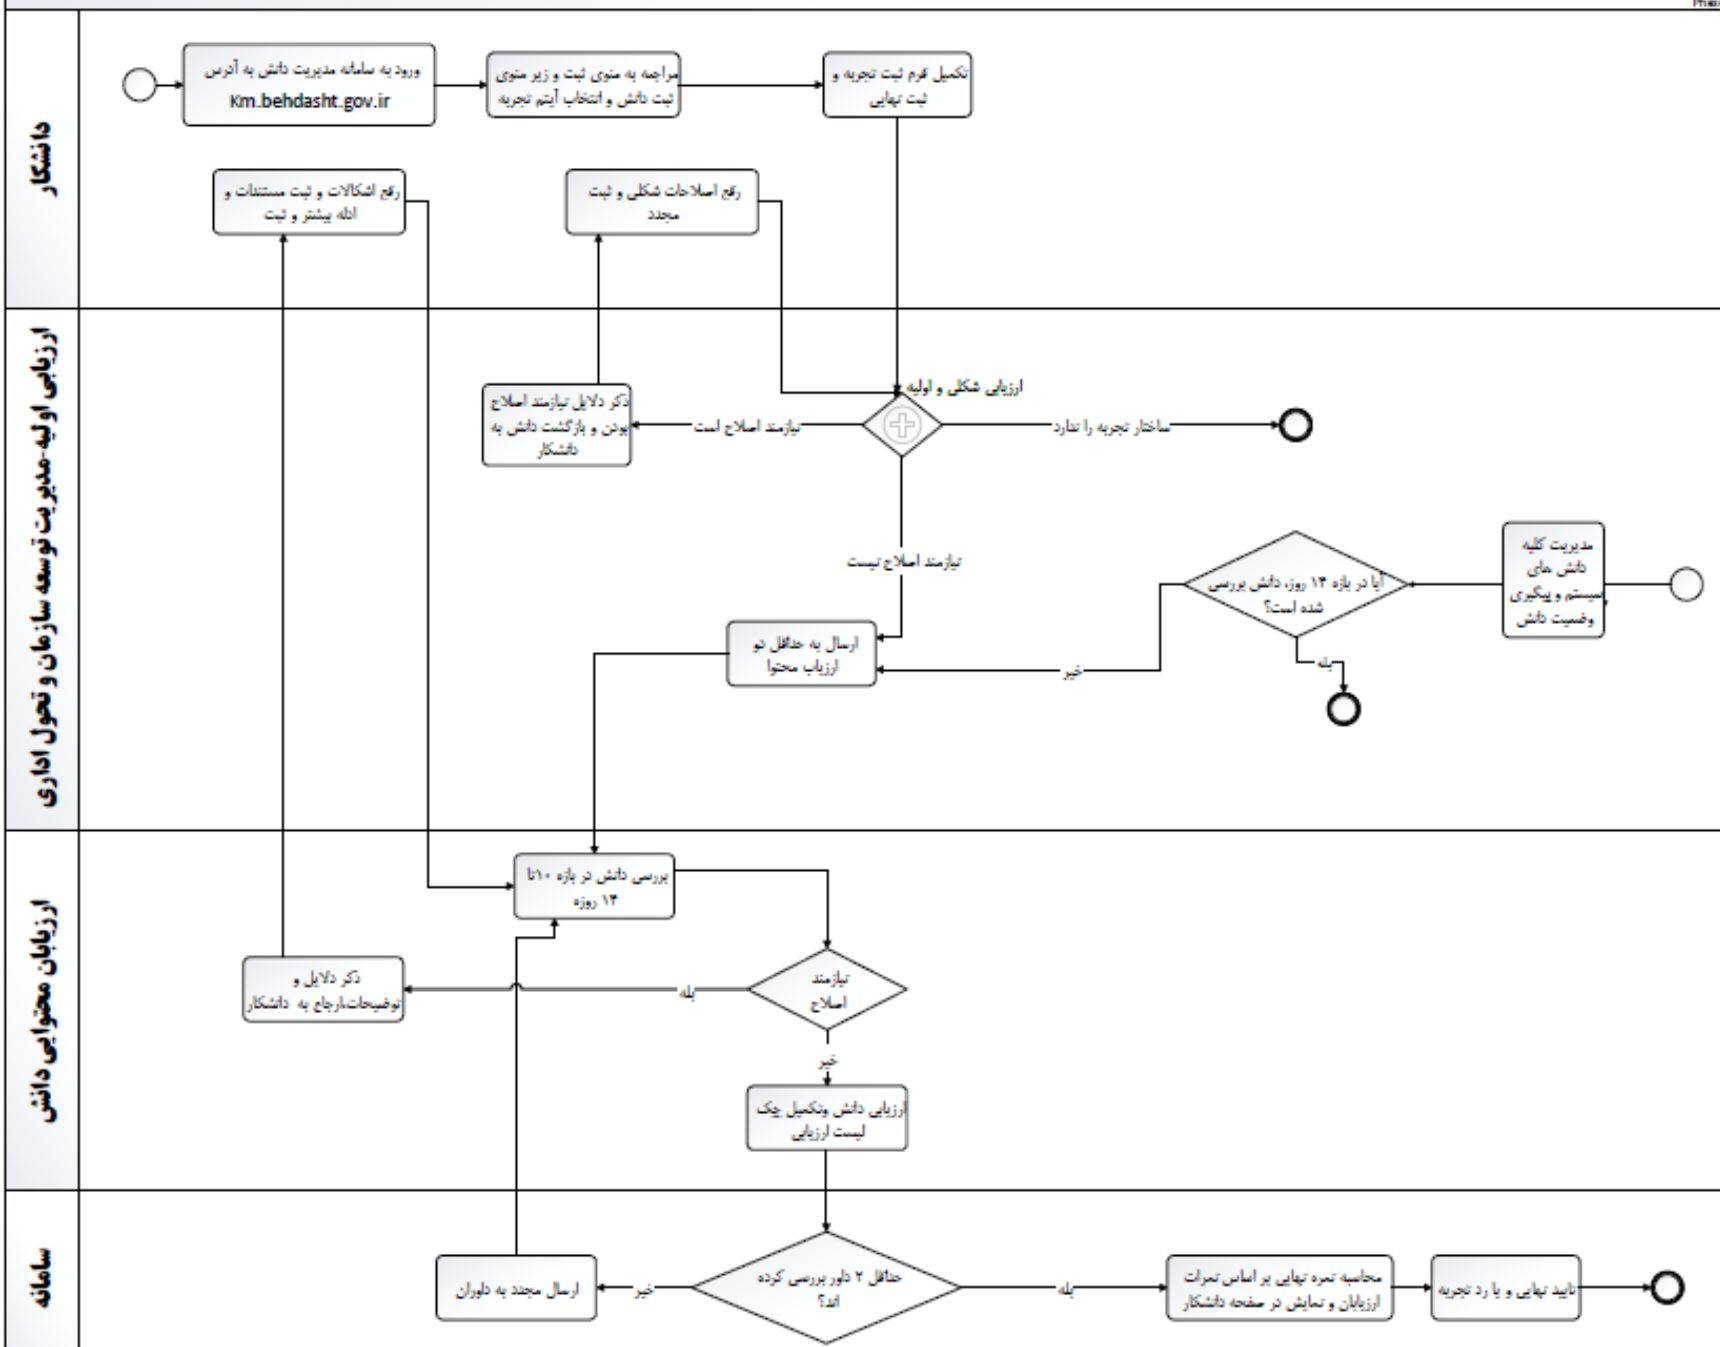 دانشکار
ورود به سامانه مدیریت دانش به آدرس
Km.behdasht.gov.ir
مراجعه به منوی ثبت و زیر منوی
ثبت دانش و انتخاب آیتم تجربه
تکمیل فرم ثبت تجربه و
ثبت نهایی
رفع اشکالات و ثبت مستندات و
ادله بیشتر و ثبت
رفع اصلاحات شکلی و ثبت
مجدد
ارزیابی اولیه-مدیریت توسعه سازمان و تحول اداری
ارزیابی شکلی و اولیه
ذکر دلایل نیازمند اصلاح
بودن و بازگشت دانش به
دانشکار
نیازمند اصلاح است
ساختار تجربه را ندارد
نیازمند اصلاح نیست
مدیریت کلیه
دانش های
سیستم و پیگیری
وضعیت دانش
آیا در بازه ۱۴ روز، دانش بررسی
شده است؟
بله
خیر
ارسال به حداقل دو
ارزیاب محتوا
ارزیابان محتوایی دانش
بررسی دانش در بازه ۱۰تا
۱۴ روزه
نیازمند
اصلاح
بله
ذکر دلایل و
توضیحات،ارجاع به دانشکار
خیر
ارزیابی دانش وتکمیل چک
لیست ارزیابی
سامانه
حداقل ۲ داور بررسی کرده
اند؟
خیر
ارسال مجدد به داوران
بله
محاسبه نمره نهایی بر اساس نمرات
ارزیابان و نمایش در صفحه دانشکار
تایید نهایی و یا رد تجربه